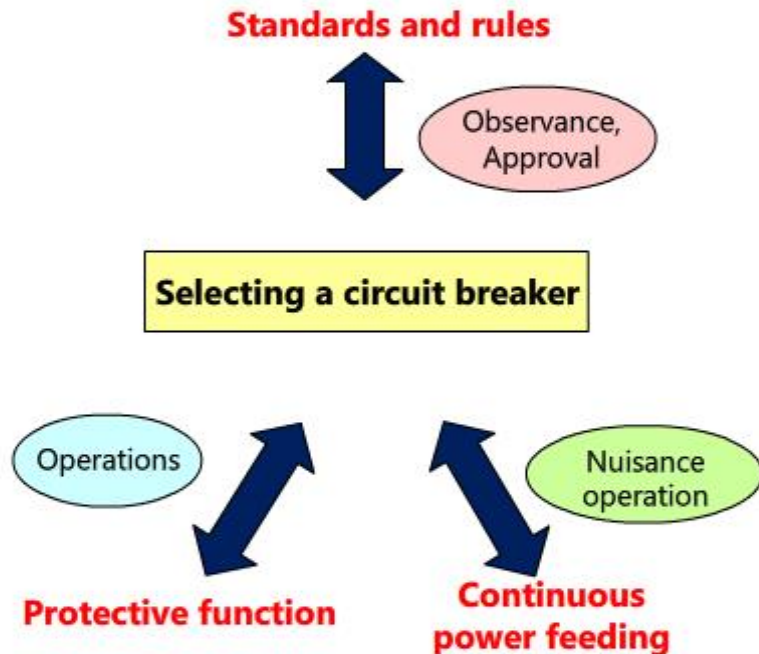 Standards and rules
Observance,
Approval
Selecting a circuit breaker
Operations
Nuisance
operation
Protective function
Continuous
power feeding